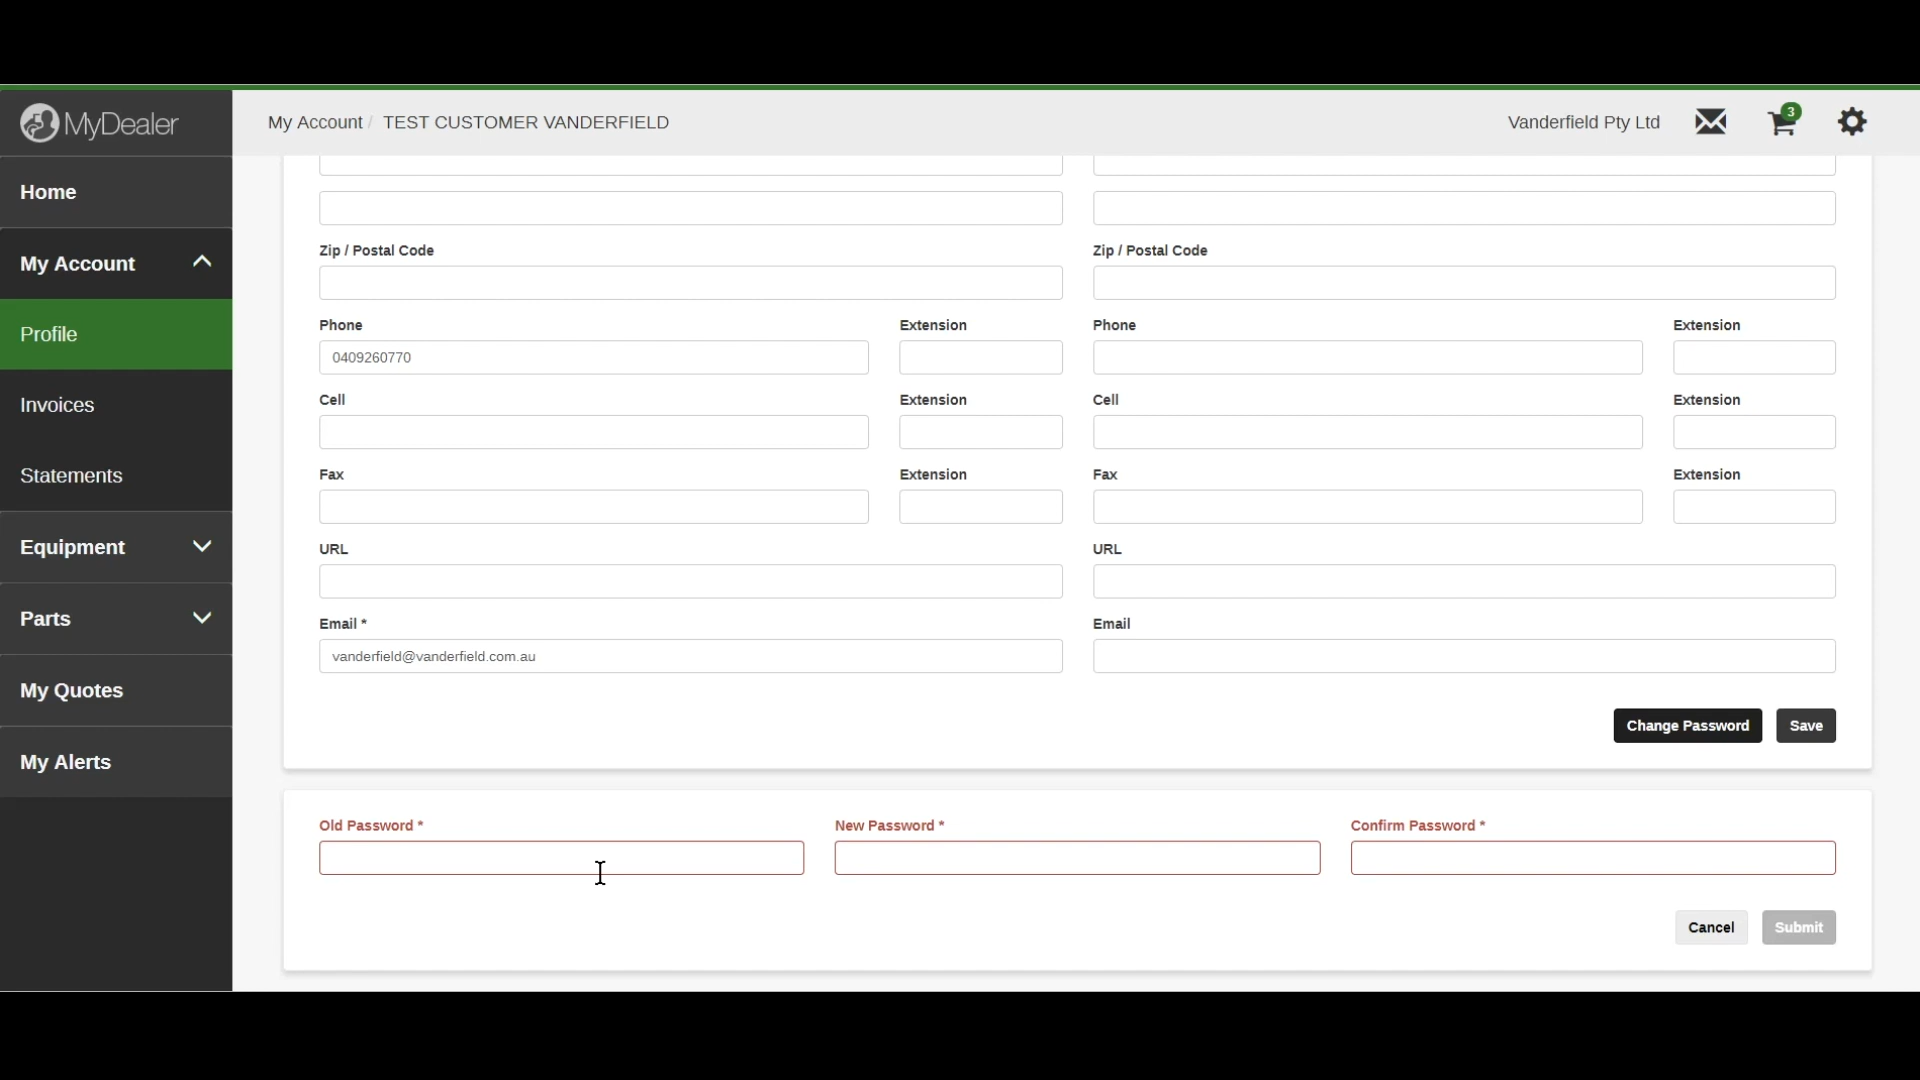 MyDealer
My Account / TEST CUSTOMER VANDERFIELD
Vanderfield Pty Ltd
3
Home
My Account
Profile
Invoices
Statements
Equipment
Parts
My Quotes
My Alerts
Zip / Postal Code
Zip / Postal Code
Phone
Extension
Phone
Extension
0409260770
Cell
Extension
Cell
Extension
Fax
Extension
Fax
Extension
URL
URL
Email *
Email
vanderfield@vanderfield.com.au
Change Password
Save
Old Password *
New Password *
Confirm Password *
Cancel
Submit